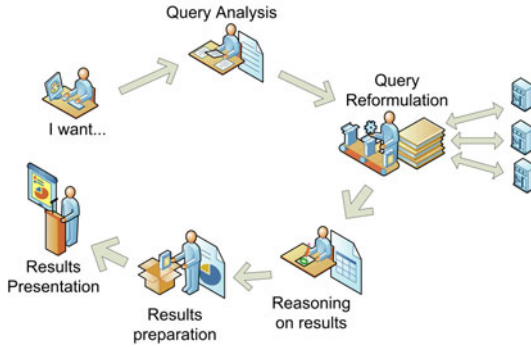 Query Analysis
I want...
Query
Reformulation
Reasoning
on results
Results
preparation
Results
Presentation